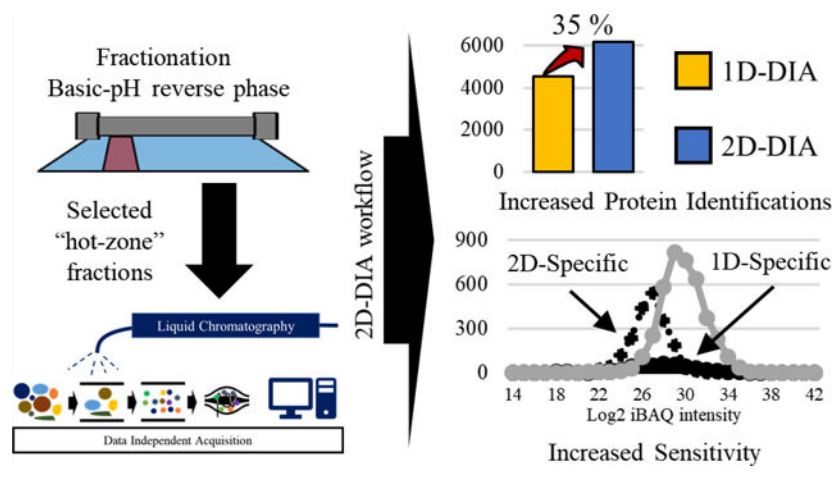 Fractionation
Basic-pH reverse phase
Selected
“hot-zone”
fractions
Liquid Chromatography
Data Independent Acquisition
2D-DIA workflow
35 %
6000
4000
2000
0
1D-DIA
2D-DIA
Increased Protein Identifications
900
600
300
0
2D-Specific
1D-Specific
14 18 22 26 30 34 38 42
Log2 iBAQ intensity
Increased Sensitivity